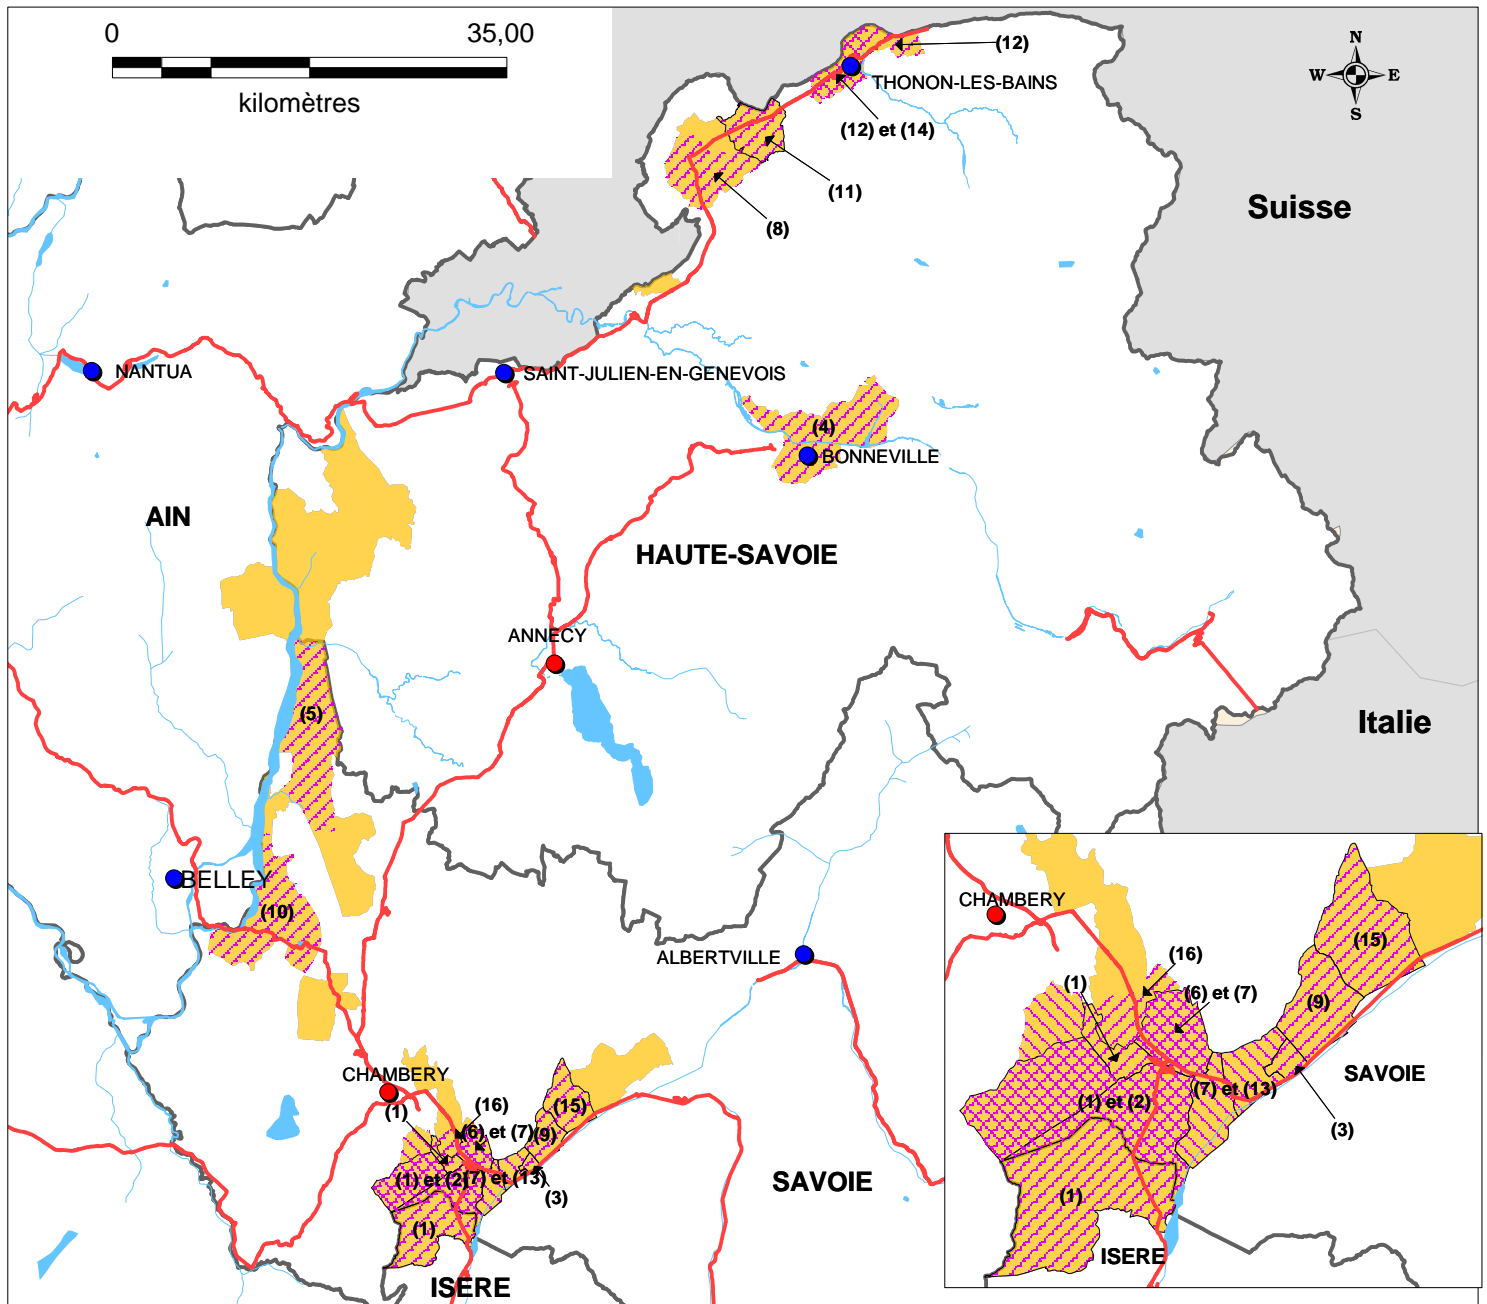 0 35,00
kilomètres
N
W E
S
(12)
THONON-LES-BAINS
(12) et (14)
(11)
(8)
Suisse
NANTUA
SAINT-JULIEN-EN-GENEVOIS
(4)
BONNEVILLE
AIN
HAUTE-SAVOIE
ANNECY
(5)
Italie
BELLEY
(10)
ALBERTVILLE
CHAMBERY
(1)
(16)
(15)
(6) et (7)
(9)
(1) et (2)
(7) et (13)
(3)
(1)
SAVOIE
ISERE
CHAMBERY
(15)
(16)
(1)
(6) et (7)
(9)
SAVOIE
(7) et (13)
(1) et (2)
(3)
(1)
ISERE